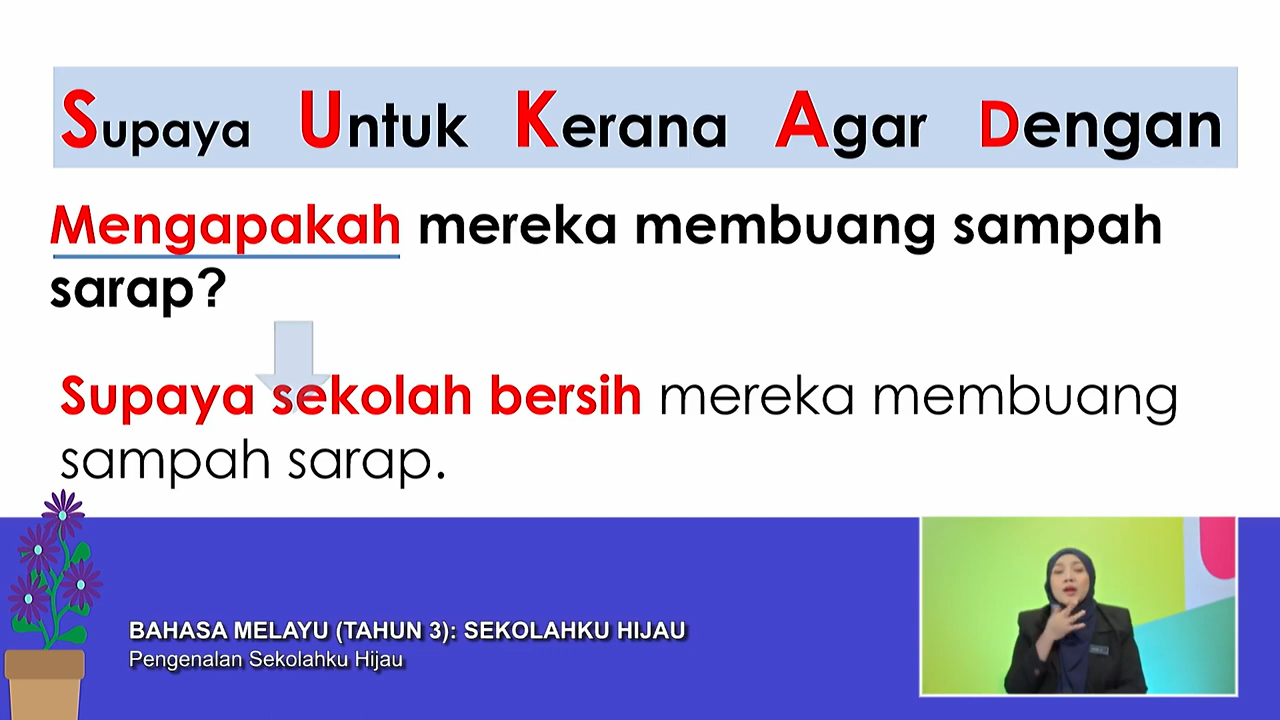 Supaya Untuk Kerana Agar Dengan
Mengapakah mereka membuang sampah
sarap?
Supaya sekolah bersih mereka membuang
sampah sarap.
BAHASA MELAYU (TAHUN 3): SEKOLAHKU HIJAU
Pengenalan Sekolahku Hijau